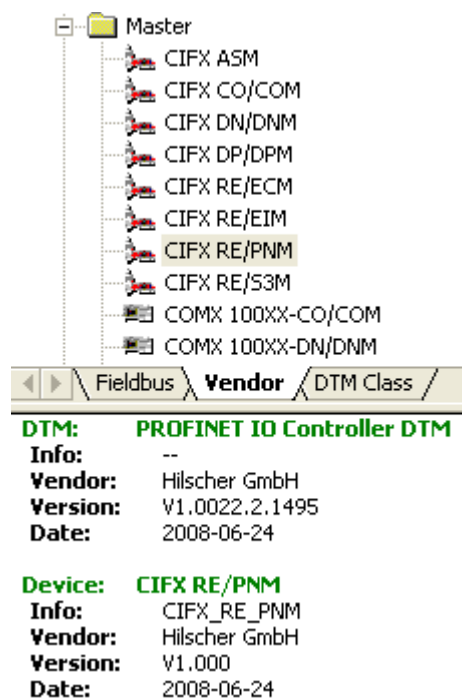 Master
CIFX ASM
CIFX CO/COM
CIFX DN/DNM
CIFX DP/DPM
CIFX RE/ECM
CIFX RE/EIM
CIFX RE/PNM
CIFX RE/S3M
COMX 100XX-CO/COM
COMX 100XX-DN/DNM
Fieldbus Vendor DTM Class
DTM: PROFINET IO Controller DTM
Info: --
Vendor: Hilscher GmbH
Version: V1.0022.2.1495
Date: 2008-06-24
Device: CIFX RE/PNM
Info: CIFX_RE_PNM
Vendor: Hilscher GmbH
Version: V1.000
Date: 2008-06-24